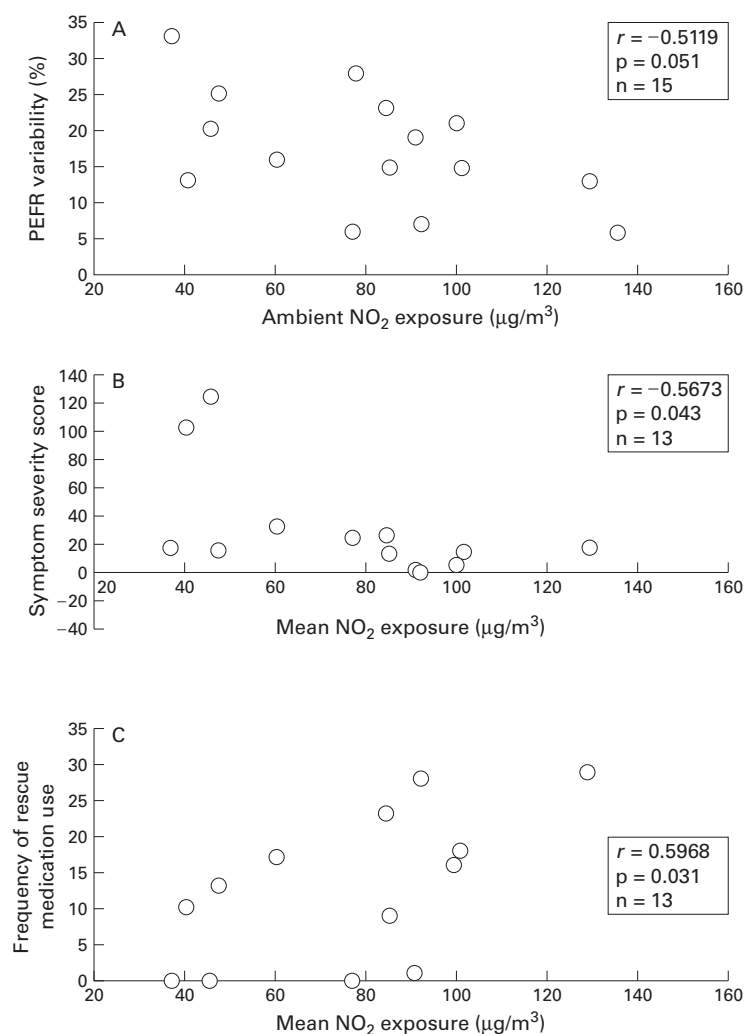 A
PEFR variability (%)
35
30
25
20
15
10
5
0
r = −0.5119
p = 0.051
n = 15
20 40 60 80 100 120 140 160
Ambient NO₂ exposure (μg/m³)
B
Symptom severity score
140
120
100
80
60
40
20
0
−20
−40
r = −0.5673
p = 0.043
n = 13
20 40 60 80 100 120 140 160
Mean NO₂ exposure (μg/m³)
C
Frequency of rescue
medication use
35
30
25
20
15
10
5
0
r = 0.5968
p = 0.031
n = 13
20 40 60 80 100 120 140 160
Mean NO₂ exposure (μg/m³)